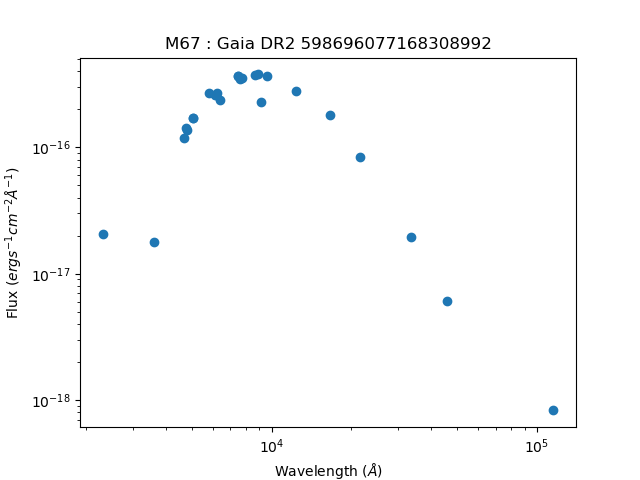 M67 : Gaia DR2 598696077168308992
Flux (ergs⁻¹cm⁻²Å⁻¹)
10⁻¹⁶
10⁻¹⁷
10⁻¹⁸
10⁴
10⁵
Wavelength (Å)